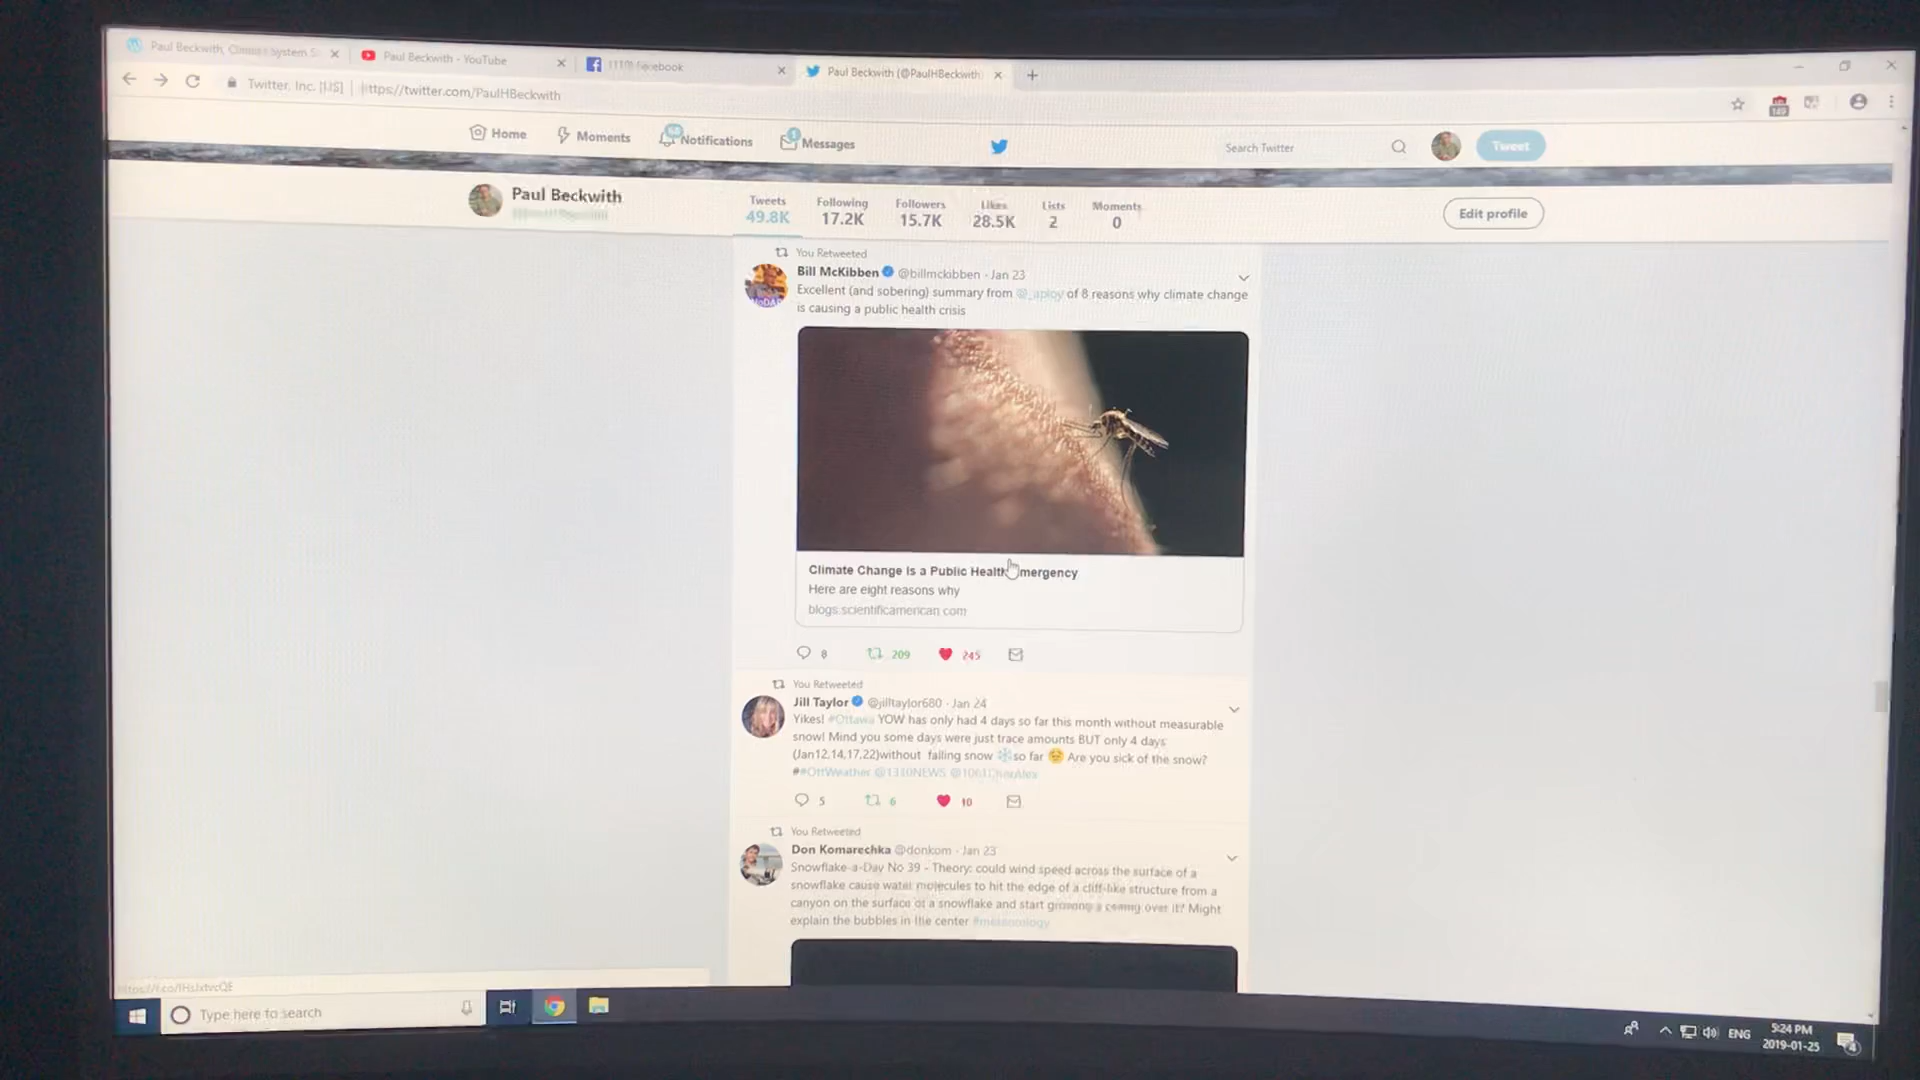 Paul Beckwith, Climate System S
Paul Beckwith - YouTube
Paul Beckwith (@PaulHBeckwith)
Twitter, Inc. [US] | https://twitter.com/PaulHBeckwith
Home
Moments
Notifications
1
Messages
Search Twitter
Tweet
Paul Beckwith
Tweets
49.8K
Following
17.2K
Followers
15.7K
Likes
28.5K
Lists
2
Moments
0
Edit profile
You Retweeted
Bill McKibben @billmckibben - Jan 23
Excellent (and sobering) summary from of 8 reasons why climate change
is causing a public health crisis
Climate Change Is a Public Health Emergency
Here are eight reasons why
blogs.scientificamerican.com
8 209 245
You Retweeted
Jill Taylor @jilltaylor680 - Jan 24
Yikes! #Ottawa YOW has only had 4 days so far this month without measurable
snow! Mind you some days were just trace amounts BUT only 4 days
(Jan12,14,17,22)without falling snow ❄so far Are you sick of the snow?
##OttWeather @1310NEWS
5 6 10
You Retweeted
Don Komarechka @donkom - Jan 23
Snowflake-a-Day No 39 - Theory: could wind speed across the surface of a
snowflake cause water molecules to hit the edge of a cliff-like structure from a
canyon on the surface of a snowflake and start growing a over it? Might
explain the bubbles in the center #meteorology
Type here to search
ENG
5:24 PM
2019-01-25
4